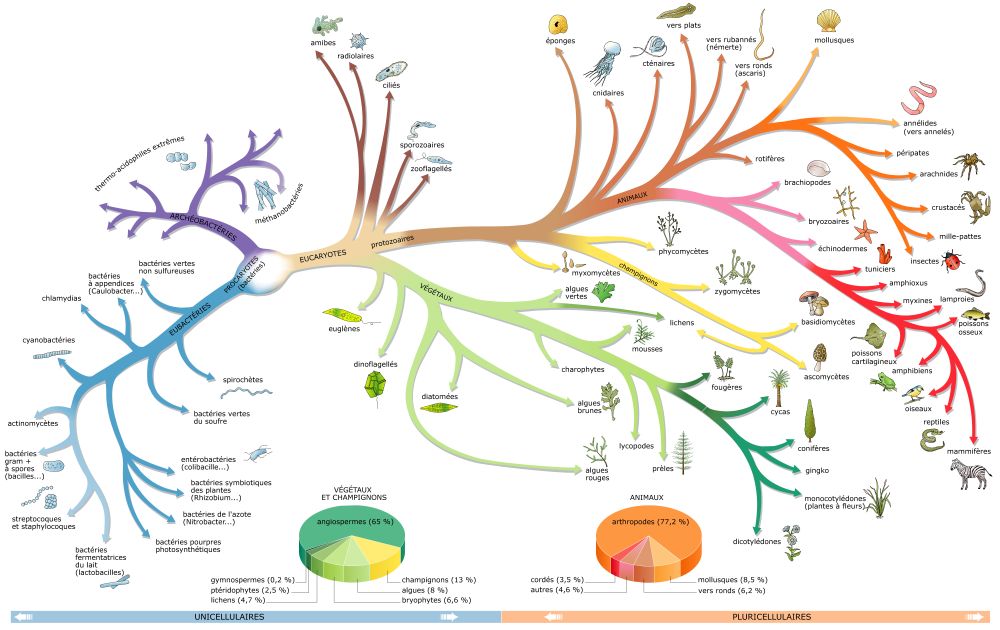 amibes
radiolaires
ciliés
sporozoaires
zooflagellés
éponges
cnidaires
cténaires
vers plats
vers rubannés
(némerte)
vers ronds
(ascaris)
mollusques
annélides
(vers annelés)
péripates
arachnides
crustacés
mille-pattes
insectes
rotifères
brachiopodes
bryozoaires
échinodermes
tuniciers
amphioxus
myxines
lamproies
poissons
osseux
poissons
cartilagineux
amphibiens
oiseaux
reptiles
mammifères
ANIMAUX
thermo-acidophiles extrêmes
méthanobactéries
ARCHÉOBACTÉRIES
PROCARYOTES
(bactéries)
EUCARYOTES
protozoaires
EUBACTÉRIES
bactéries vertes
non sulfureuses
bactéries
à appendices
(Caulobacter...)
chlamydias
cyanobactéries
actinomycètes
bactéries
gram +
à spores
(bacilles...)
streptocoques
et staphylocoques
bactéries
fermentatrices
du lait
(lactobacilles)
spirochètes
bactéries vertes
du soufre
entérobactéries
(colibacille...)
bactéries symbiotiques
des plantes
(Rhizobium...)
bactéries de l'azote
(Nitrobacter...)
bactéries pourpres
photosynthétiques
VÉGÉTAUX
euglènes
dinoflagellés
diatomées
algues
vertes
lichens
mousses
charophytes
algues
brunes
algues
rouges
lycopodes
prèles
fougères
cycas
conifères
gingko
monocotylédones
(plantes à fleurs)
dicotylédones
champignons
myxomycètes
phycomycètes
zygomycètes
basidiomycètes
ascomycètes
VÉGÉTAUX
ET CHAMPIGNONS
angiospermes (65 %)
gymnospermes (0,2 %)
ptéridophytes (2,5 %)
lichens (4,7 %)
champignons (13 %)
algues (8 %)
bryophytes (6,6 %)
ANIMAUX
arthropodes (77,2 %)
cordés (3,5 %)
autres (4,6 %)
mollusques (8,5 %)
vers ronds (6,2 %)
UNICELLULAIRES
PLURICELLULAIRES